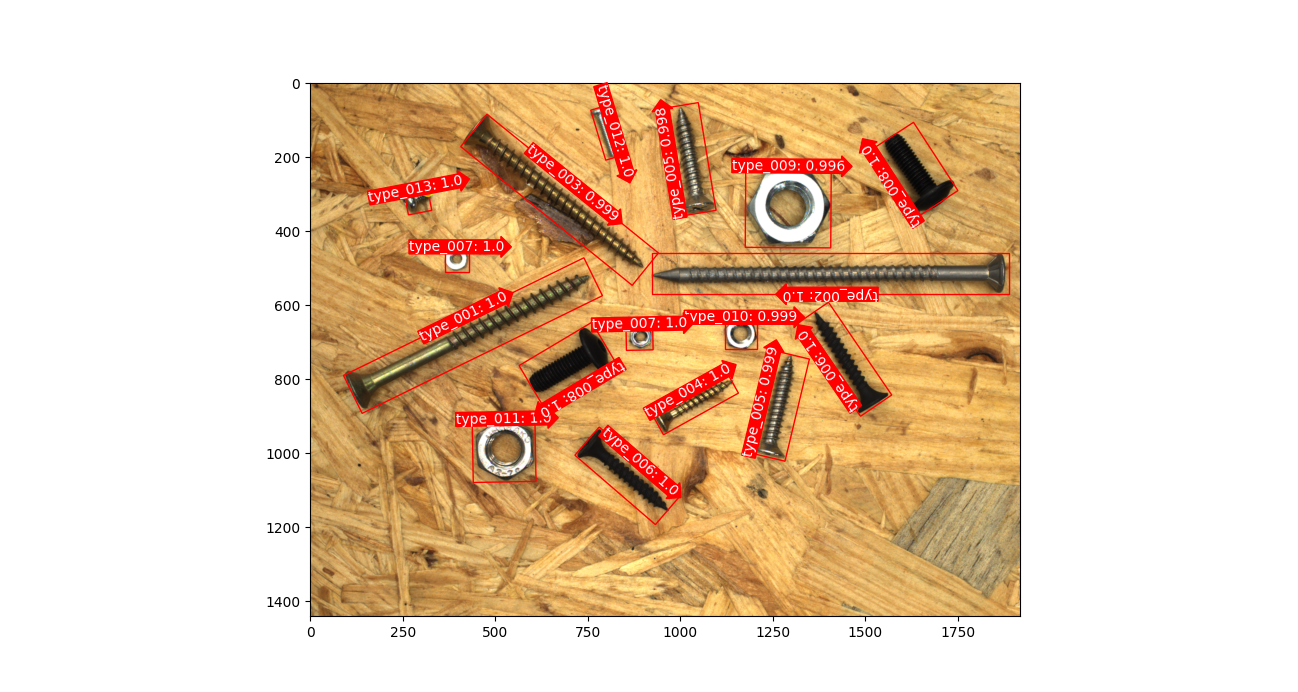 0
200
400
600
800
1000
1200
1400
0
250
500
750
1000
1250
1500
1750
type_012: 1.0
type_005: 0.998
type_003: 0.999
type_009: 0.996
type_008: 1.0
type_013: 1.0
type_007: 1.0
type_002: 1.0
type_001: 1.0
type_007: 1.0
type_010: 0.999
type_006: 1.0
type_008: 1.0
type_004: 1.0
type_005: 0.999
type_011: 1.0
type_006: 1.0